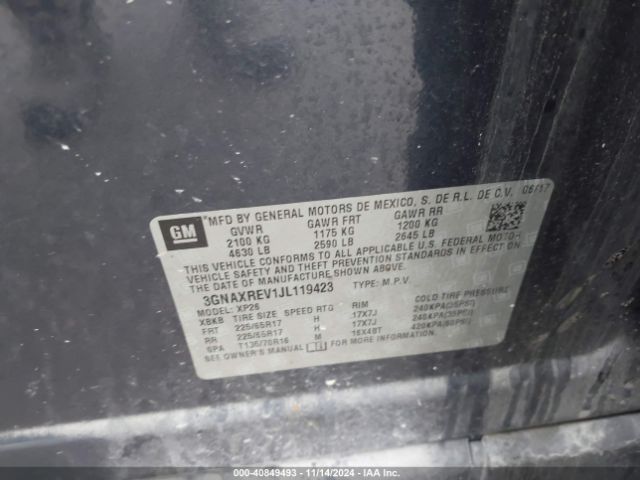 GM
MFD BY GENERAL MOTORS DE MEXICO, S. DE R.L. DE C.V. 06/17
GVWR GAWR FRT GAWR RR
2100 KG 1175 KG 1200 KG
4630 LB 2590 LB 2645 LB
THIS VEHICLE CONFORMS TO ALL APPLICABLE U.S. FEDERAL MOTOR
VEHICLE SAFETY AND THEFT PREVENTION STANDARDS IN EFFECT ON
THE DATE OF MANUFACTURE SHOWN ABOVE.
3GNAXREV1JL119423 TYPE: M.P.V.
MODEL: XP26
XBKB TIRE SIZE SPEED RTG RIM COLD TIRE PRESSURE
FRT 225/65R17 H 17X7J 240KPA(35PSI)
RR 225/65R17 H 17X7J 240KPA(35PSI)
SPA T135/70R16 M 16X4BT 420KPA(60PSI)
SEE OWNER'S MANUAL FOR ADDITIONAL INFORMATION.
000-40849493 - 11/14/2024 - IAA Inc.